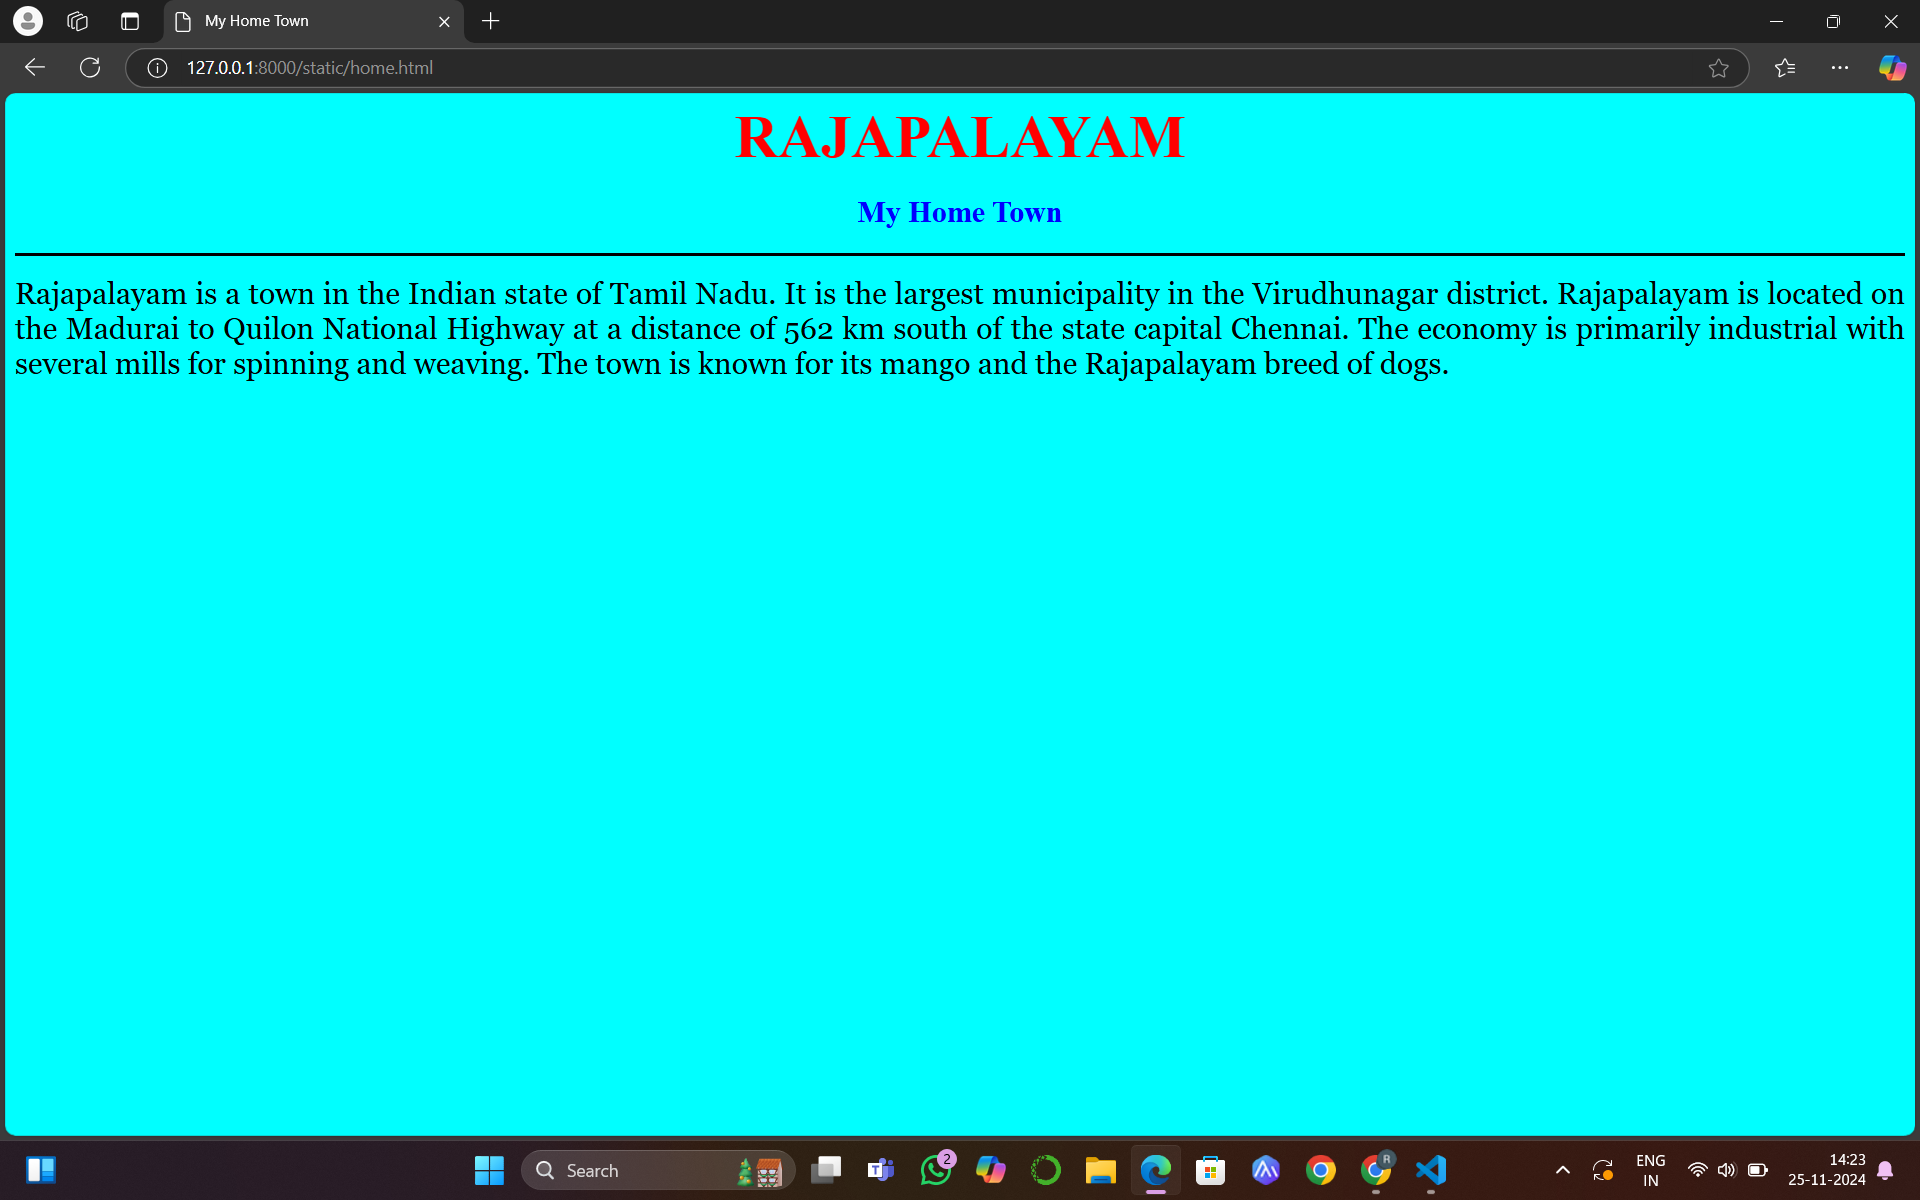 My Home Town
127.0.0.1:8000/static/home.html
RAJAPALAYAM
My Home Town
Rajapalayam is a town in the Indian state of Tamil Nadu. It is the largest municipality in the Virudhunagar district. Rajapalayam is located on
the Madurai to Quilon National Highway at a distance of 562 km south of the state capital Chennai. The economy is primarily industrial with
several mills for spinning and weaving. The town is known for its mango and the Rajapalayam breed of dogs.
Search
2
R
ENG
IN
14:23
25-11-2024